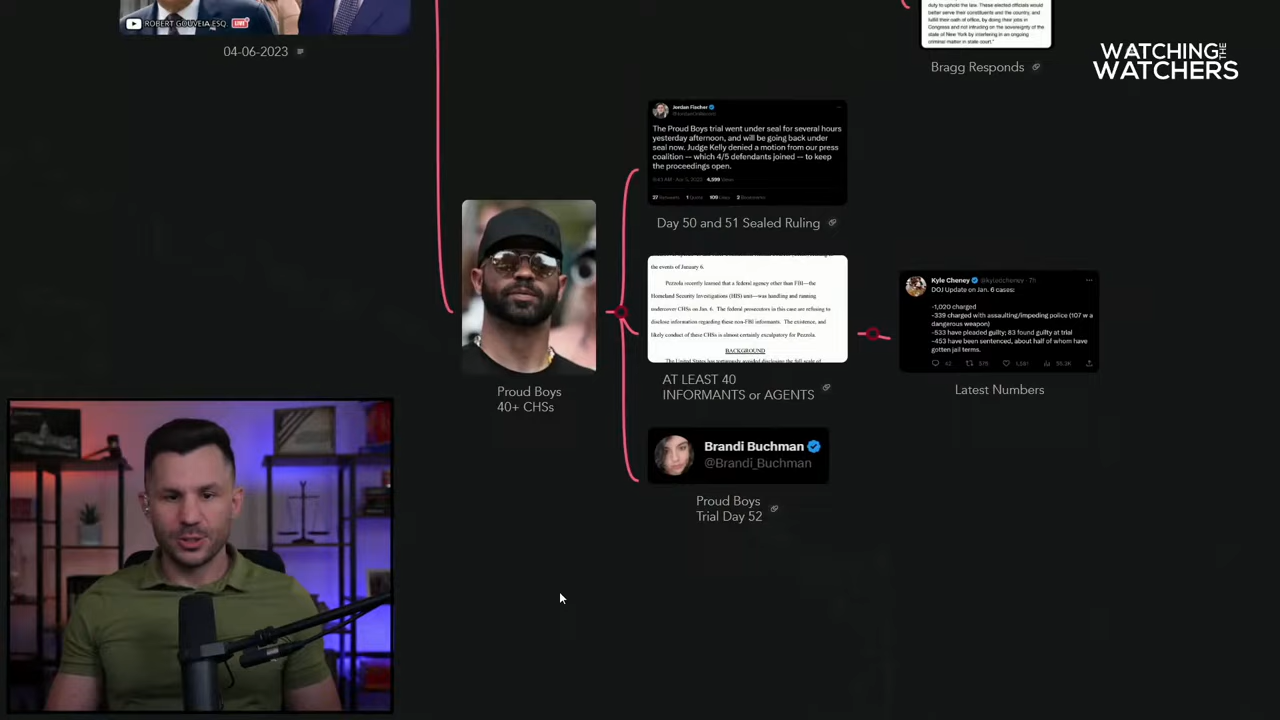 ROBERT GOUVEIA ESQ. LIVE
04-06-2023
duty to uphold the law. These elected officials would
better serve their constituents and the country, and
fulfill their oath of office, by doing their jobs in
Congress and not intruding on the sovereignty of the
state of New York by interfering in an ongoing
criminal matter in state court."
Bragg Responds
WATCHING THE
WATCHERS
Jordan Fischer
The Proud Boys trial went under seal for several hours
yesterday afternoon, and will be going back under
seal now. Judge Kelly denied a motion from our press
coalition -- which 4/5 defendants joined -- to keep
the proceedings open.
Day 50 and 51 Sealed Ruling
the events of January 6.
Pezzola recently learned that a federal agency other than FBI—the
Homeland Security Investigations (HIS) unit—was handling and running
undercover CHSs on Jan. 6. The federal prosecutors in this case are refusing to
disclose information regarding these non-FBI informants. The existence, and
likely conduct of these CHSs is almost certainly exculpatory for Pezzola.
BACKGROUND
AT LEAST 40
INFORMANTS or AGENTS
Kyle Cheney @kyledcheney · 7h
DOJ Update on Jan. 6 cases:
-1,020 charged
-339 charged with assaulting/impeding police (107 w a
dangerous weapon)
-533 have pleaded guilty; 83 found guilty at trial
-453 have been sentenced, about half of whom have
gotten jail terms.
Latest Numbers
Proud Boys
40+ CHSs
Brandi Buchman
@Brandi_Buchman
Proud Boys
Trial Day 52